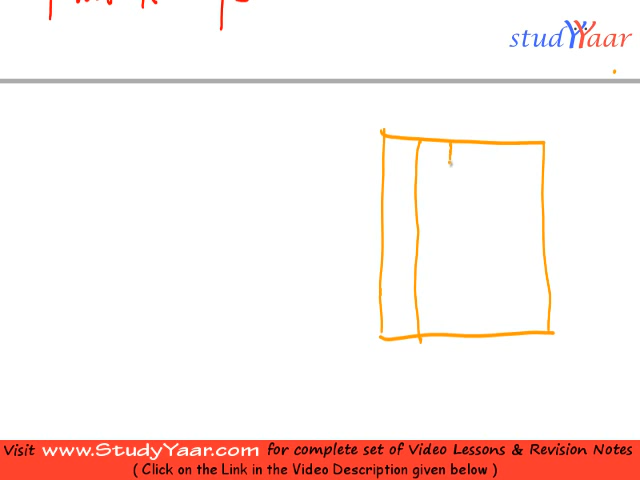 studYYaar
Visit www.StudyYaar.com for complete set of Video Lessons & Revision Notes
( Click on the Link in the Video Description given below )